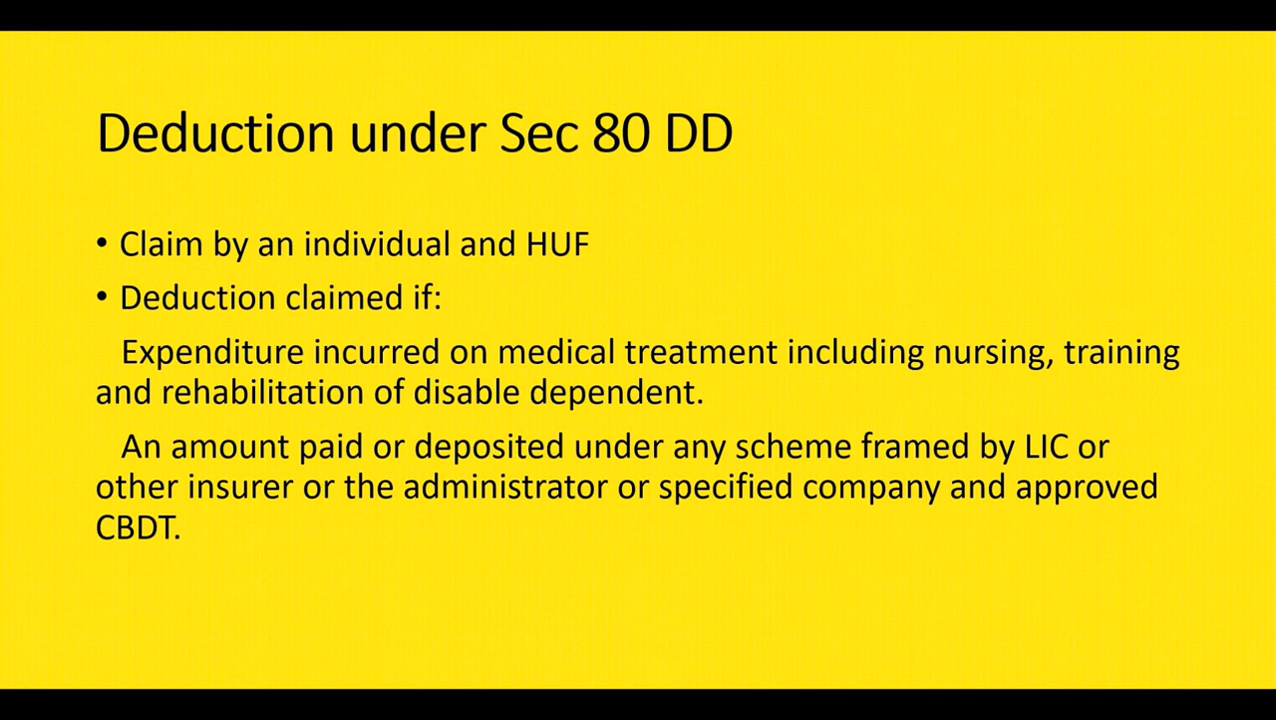 Deduction under Sec 80 DD
• Claim by an individual and HUF
• Deduction claimed if:
Expenditure incurred on medical treatment including nursing, training
and rehabilitation of disable dependent.
An amount paid or deposited under any scheme framed by LIC or
other insurer or the administrator or specified company and approved
CBDT.